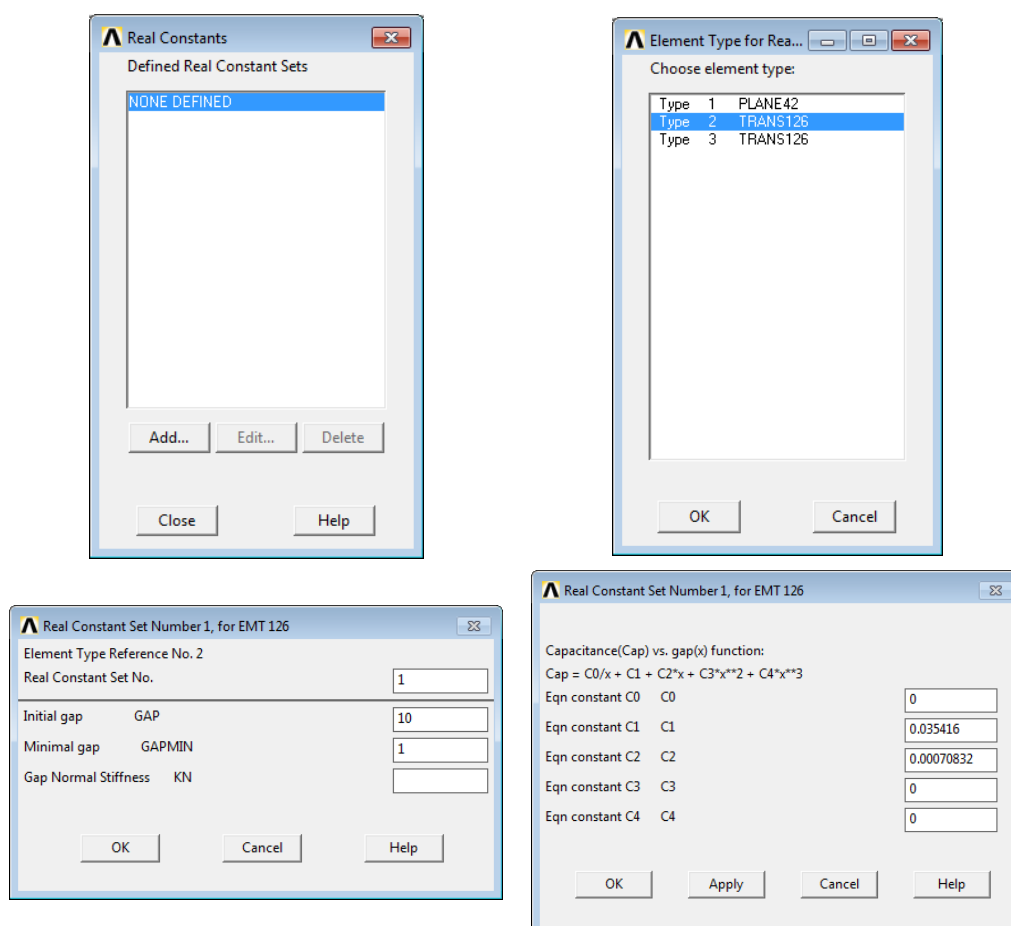 Real Constants
Defined Real Constant Sets
NONE DEFINED
Add...
Edit...
Delete
Close
Help
Element Type for Rea...
Choose element type:
Type 1 PLANE42
Type 2 TRANS126
Type 3 TRANS126
OK
Cancel
Real Constant Set Number 1, for EMT 126
Element Type Reference No. 2
Real Constant Set No. 1
Initial gap GAP 10
Minimal gap GAPMIN 1
Gap Normal Stiffness KN
OK
Cancel
Help
Real Constant Set Number 1, for EMT 126
Capacitance(Cap) vs. gap(x) function:
Cap = C0/x + C1 + C2*x + C3*x**2 + C4*x**3
Eqn constant C0 C0 0
Eqn constant C1 C1 0.035416
Eqn constant C2 C2 0.00070832
Eqn constant C3 C3 0
Eqn constant C4 C4 0
OK
Apply
Cancel
Help